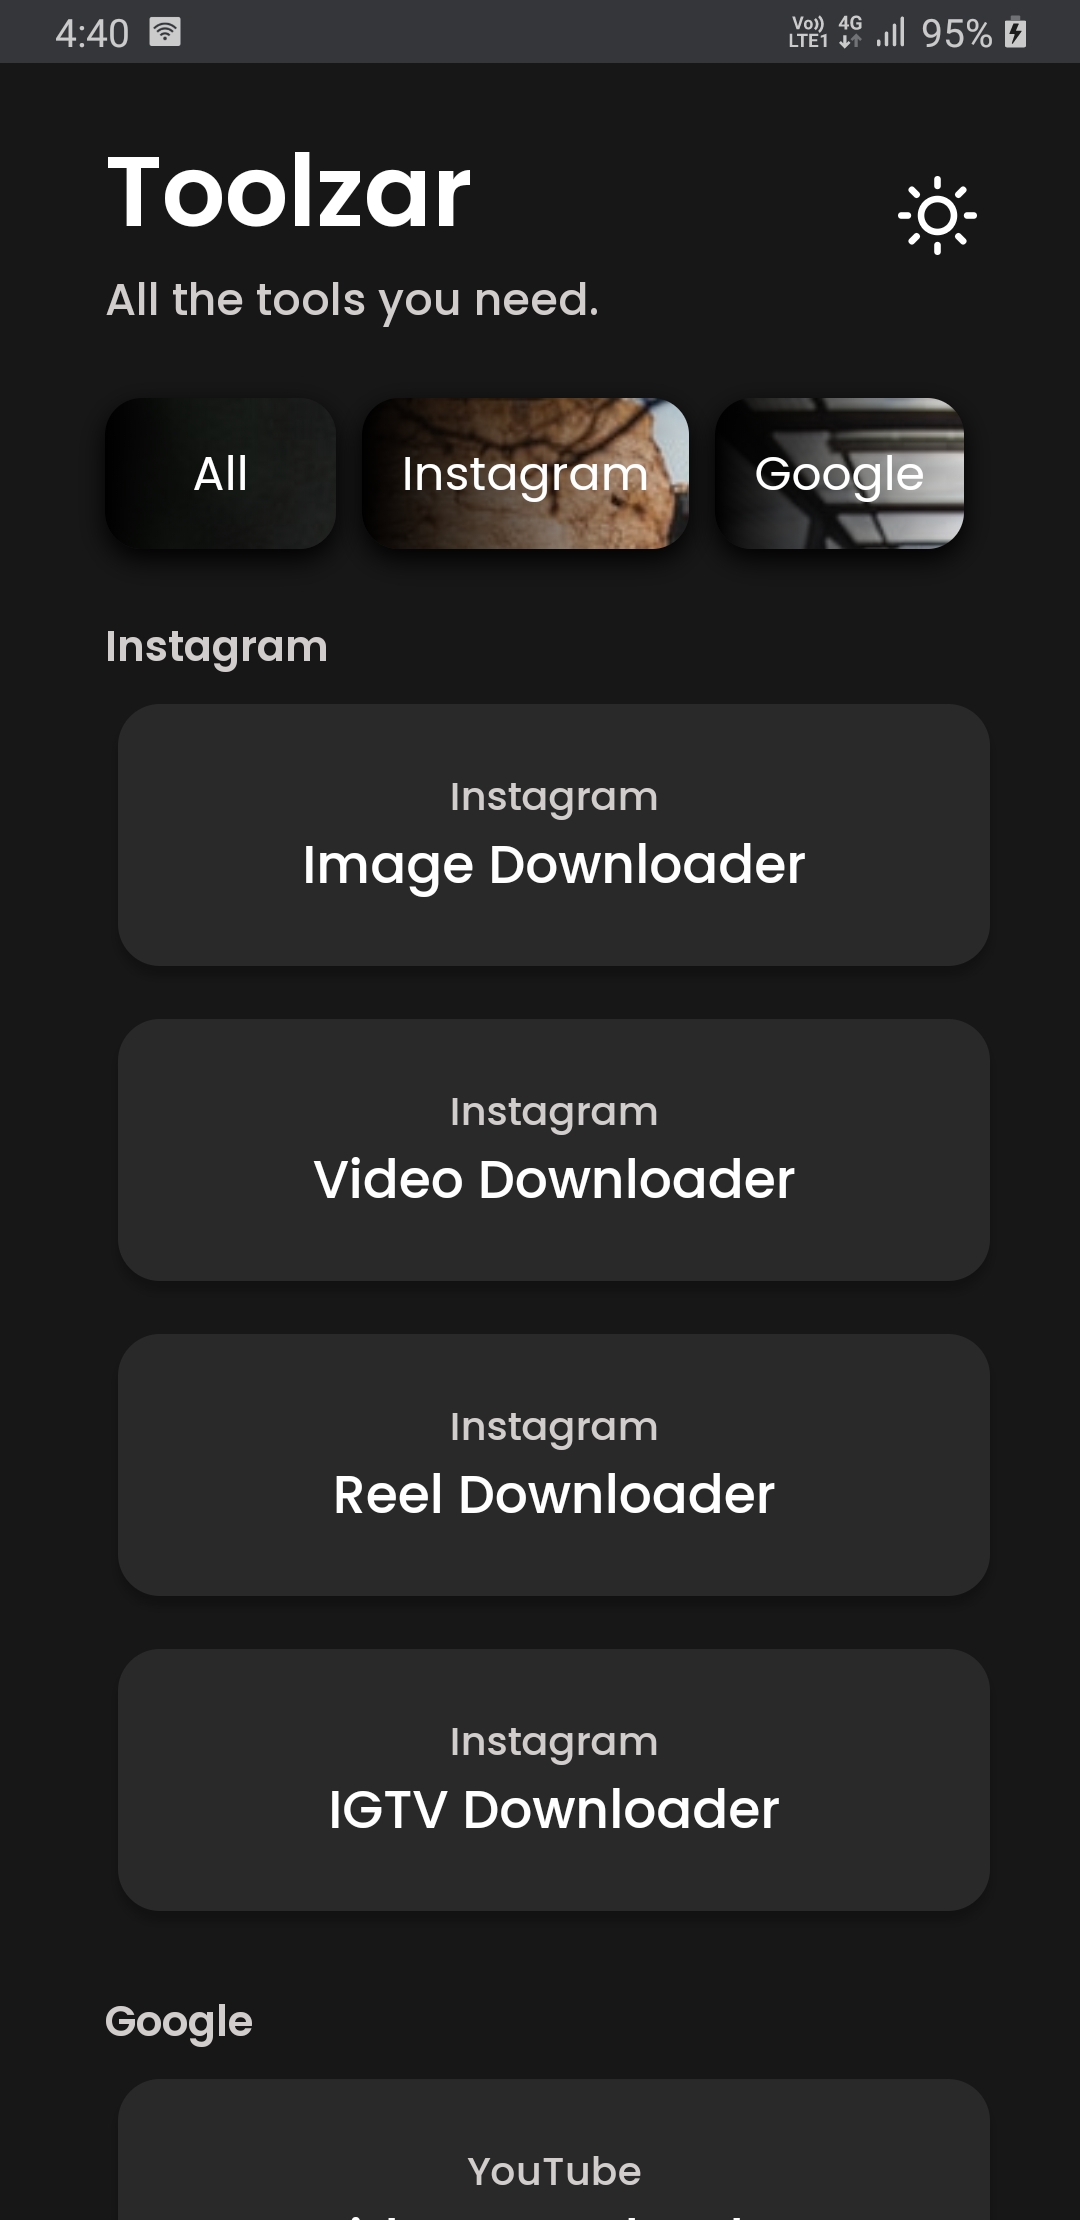 4:40
Vo)) LTE1 4G 95%
Toolzar
All the tools you need.
All
Instagram
Google
Instagram
Instagram
Image Downloader
Instagram
Video Downloader
Instagram
Reel Downloader
Instagram
IGTV Downloader
Google
YouTube